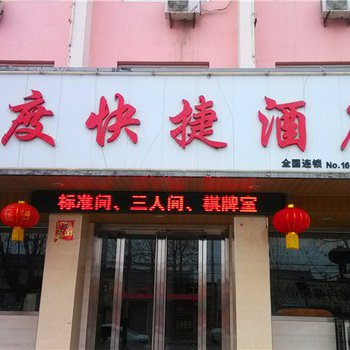 度快捷酒店
全国连锁 No.16
标准间、三人间、棋牌室